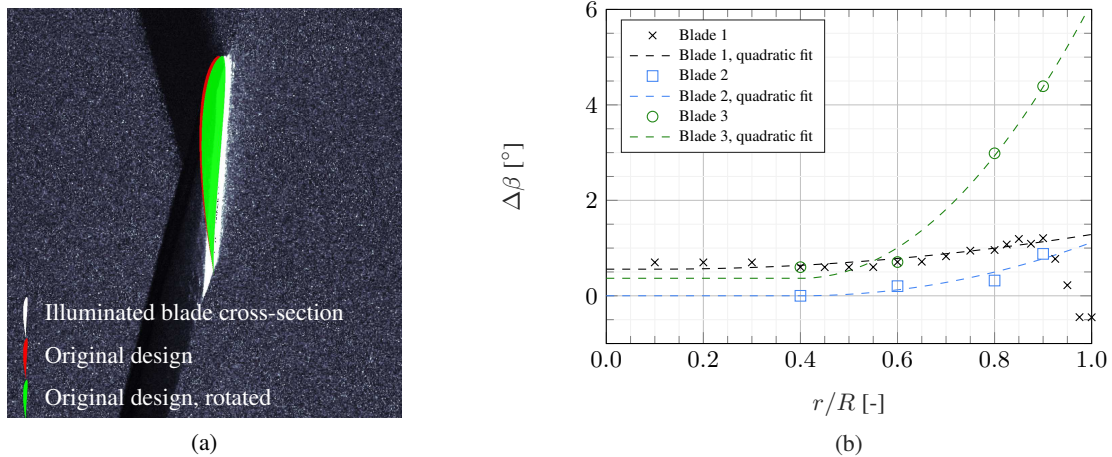 Illuminated blade cross-section
Original design
Original design, rotated
(a)
6
4
2
0
Δβ [°]
Blade 1
Blade 1, quadratic fit
Blade 2
Blade 2, quadratic fit
Blade 3
Blade 3, quadratic fit
0.0 0.2 0.4 0.6 0.8 1.0
r/R [-]
(b)